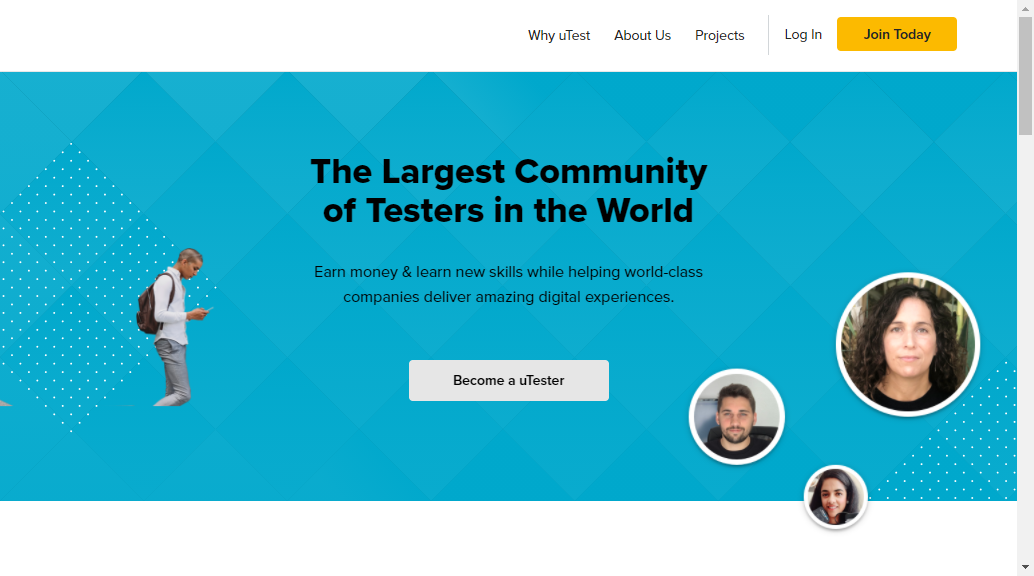 Why uTest About Us Projects Log In Join Today
The Largest Community
of Testers in the World
Earn money & learn new skills while helping world-class
companies deliver amazing digital experiences.
Become a uTester